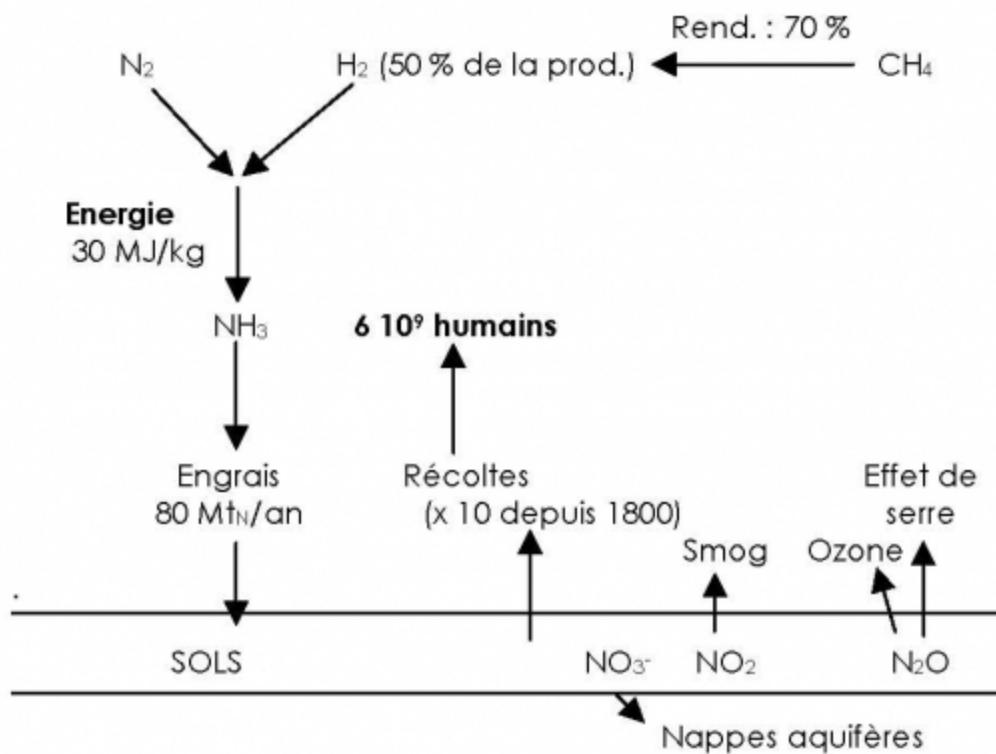 Rend. : 70 %
N₂
H₂ (50 % de la prod.)
CH₄
Energie
30 MJ/kg
NH₃
6 10⁹ humains
Engrais
80 Mtₙ/an
Récoltes
(x 10 depuis 1800)
Effet de
serre
Smog
Ozone
SOLS
NO₃-
NO₂
N₂O
Nappes aquifères